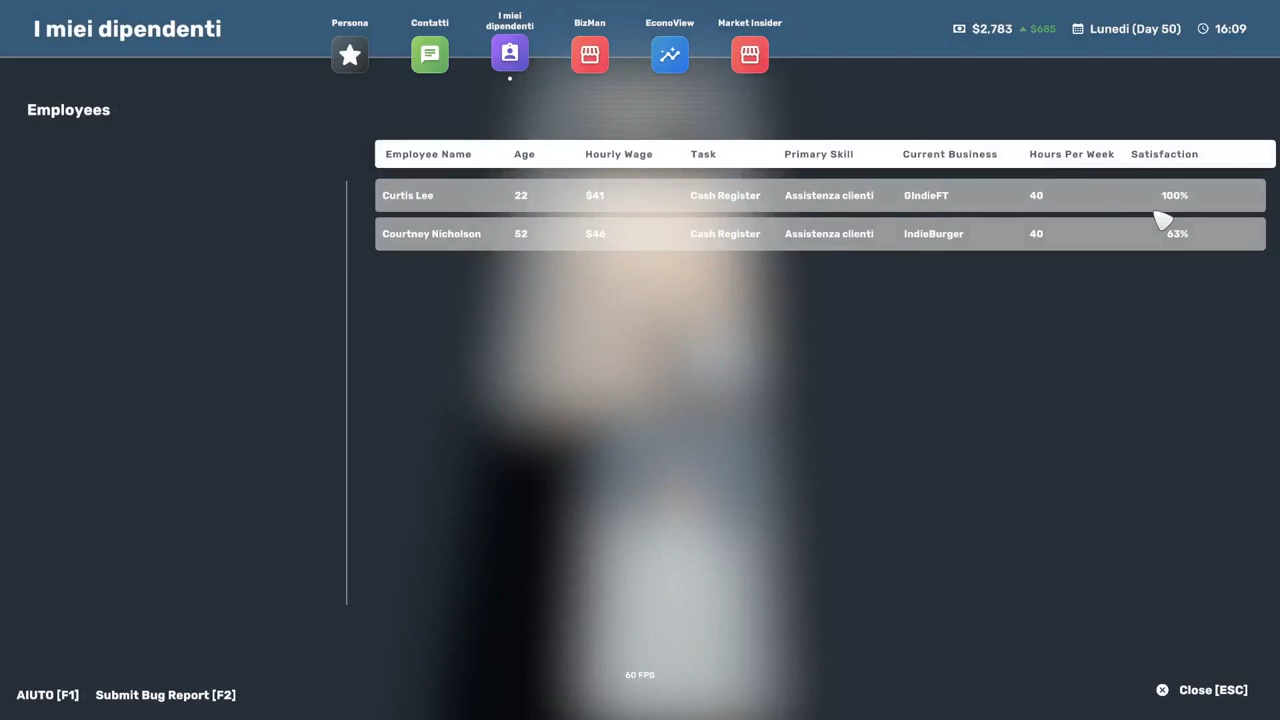 I miei dipendenti
Persona
Contatti
I miei
dipendenti
BizMan
EconoView
Market Insider
$2,783 ▲ $685
Lunedì (Day 50)
16:09
Employees
Employee Name Age Hourly Wage Task Primary Skill Current Business Hours Per Week Satisfaction
Curtis Lee 22 $41 Cash Register Assistenza clienti GIndieFT 40 100%
Courtney Nicholson 52 $46 Cash Register Assistenza clienti IndieBurger 40 63%
60 FPS
AIUTO [F1] Submit Bug Report [F2]
Close [ESC]